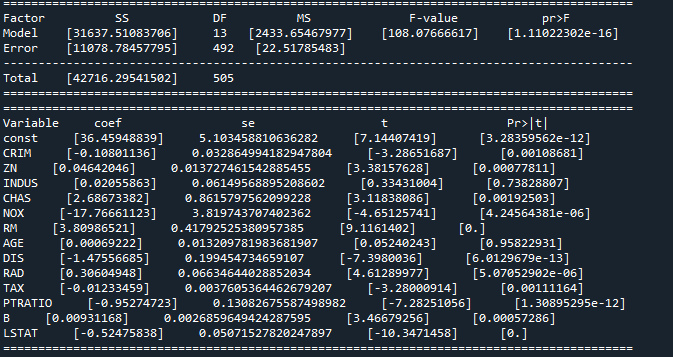 ================================================================================
Factor SS DF MS F-value pr>F
Model [31637.51083706] 13 [2433.65467977] [108.07666617] [1.11022302e-16]
Error [11078.78457795] 492 [22.51785483]
--------------------------------------------------------------------------------
Total [42716.29541502] 505
================================================================================
================================================================================
Variable coef se t Pr>|t|
const [36.45948839] 5.103458810636282 [7.14407419] [3.28359562e-12]
CRIM [-0.10801136] 0.032864994182947804 [-3.28651687] [0.00108681]
ZN [0.04642046] 0.013727461542885455 [3.38157628] [0.00077811]
INDUS [0.02055863] 0.06149568895208602 [0.33431004] [0.73828807]
CHAS [2.68673382] 0.8615797562099228 [3.11838086] [0.00192503]
NOX [-17.76661123] 3.819743707402362 [-4.65125741] [4.24564381e-06]
RM [3.80986521] 0.41792525380957385 [9.1161402] [0.]
AGE [0.00069222] 0.013209781983681907 [0.05240243] [0.95822931]
DIS [-1.47556685] 0.199454734659107 [-7.3980036] [6.0129679e-13]
RAD [0.30604948] 0.06634644028852034 [4.61289977] [5.07052902e-06]
TAX [-0.01233459] 0.0037605364462679207 [-3.28000914] [0.00111164]
PTRATIO [-0.95274723] 0.13082675587498982 [-7.28251056] [1.30895295e-12]
B [0.00931168] 0.0026859649424287595 [3.46679256] [0.00057286]
LSTAT [-0.52475838] 0.05071527820247897 [-10.3471458] [0.]
================================================================================